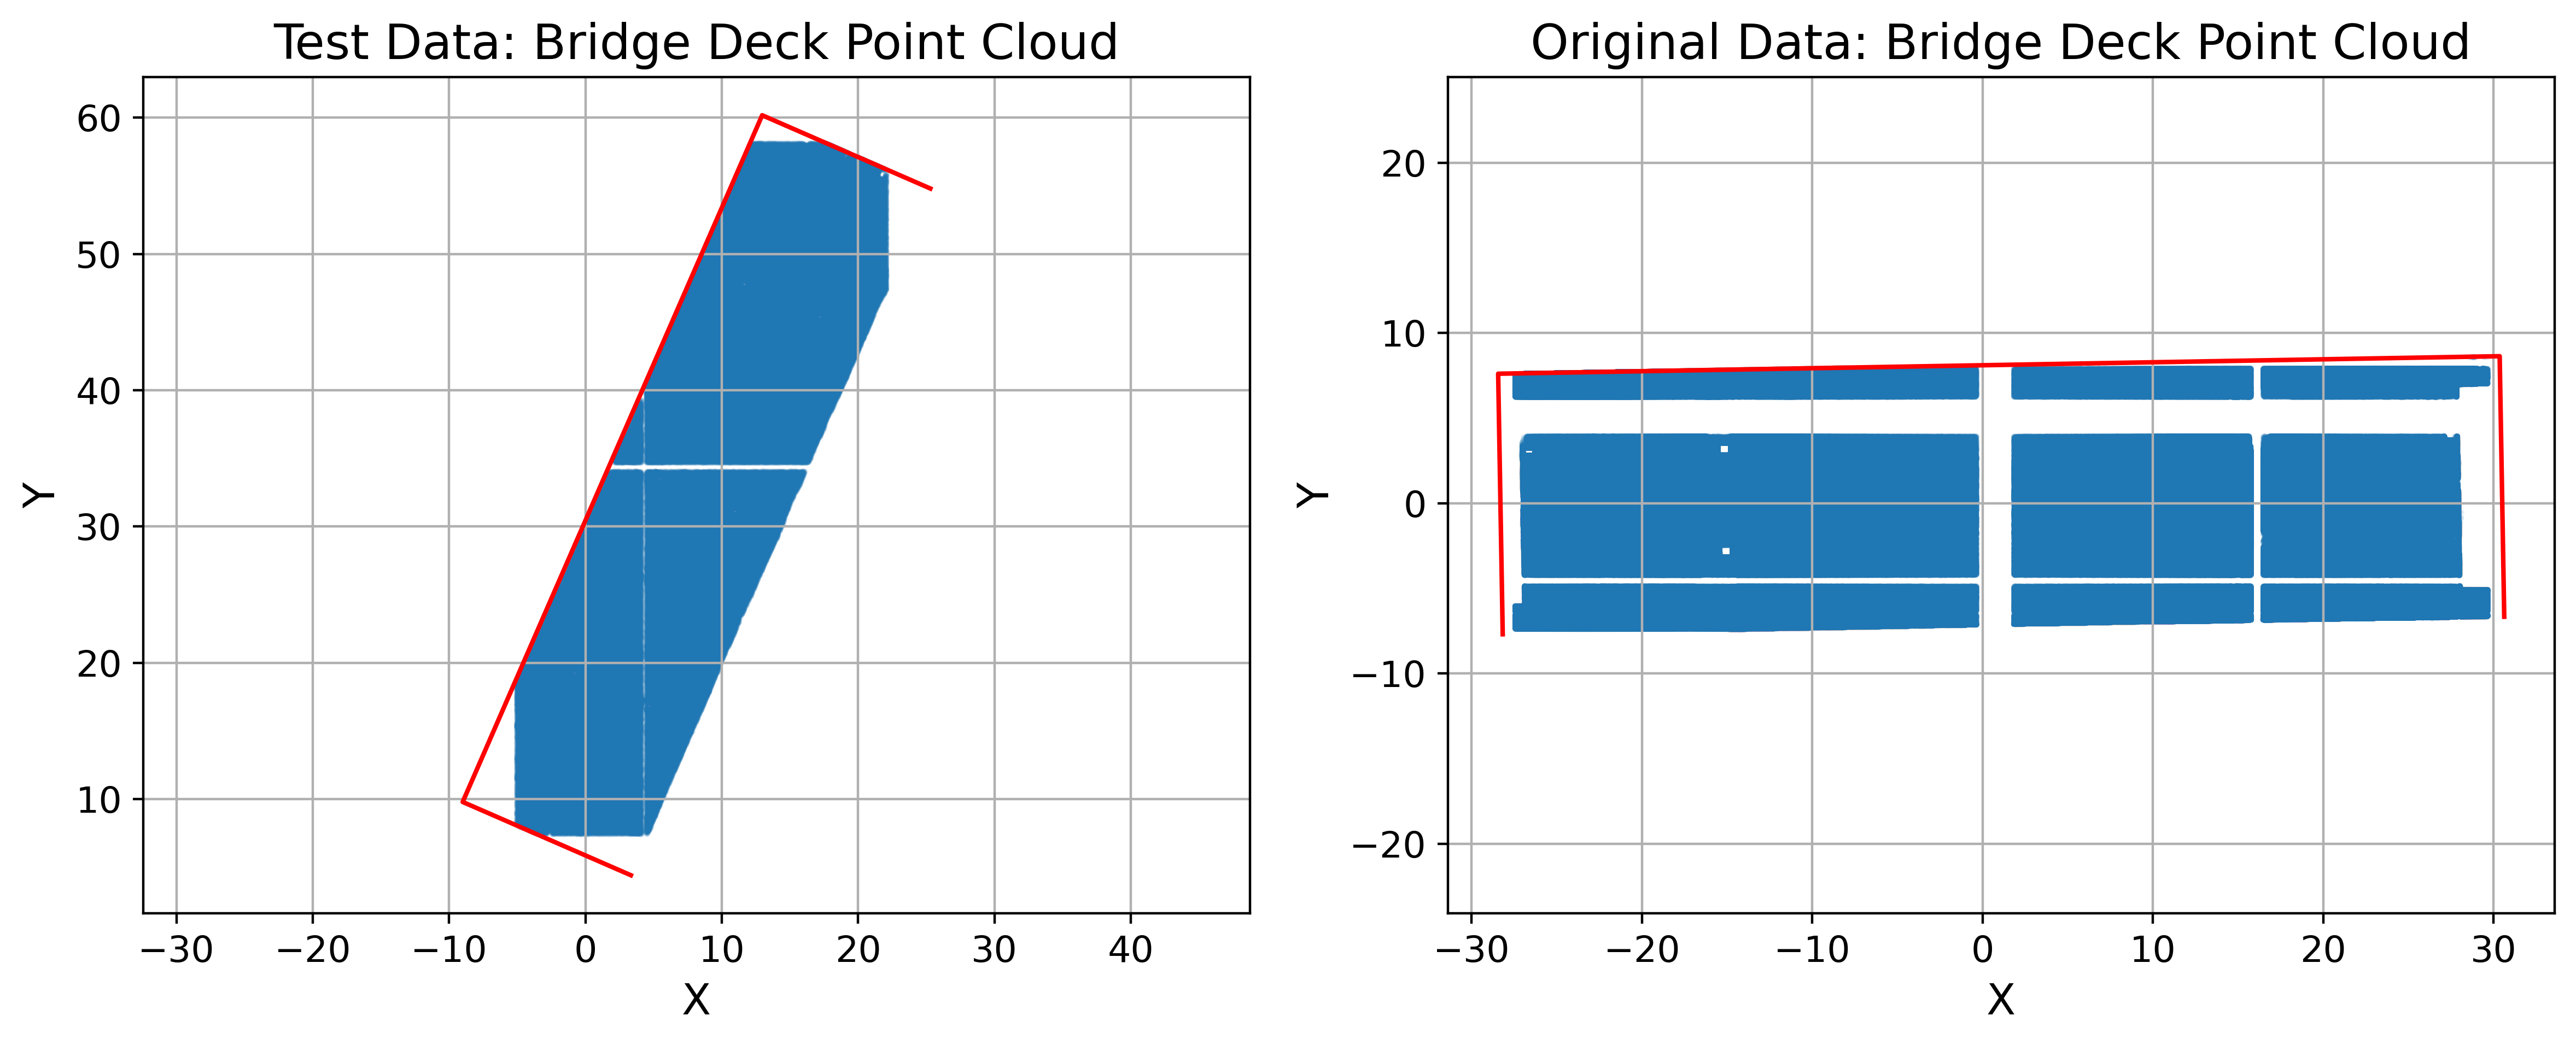 Test Data: Bridge Deck Point Cloud
60
50
40
30
20
10
Y
−30 −20 −10 0 10 20 30 40
X
Original Data: Bridge Deck Point Cloud
20
10
0
−10
−20
Y
−30 −20 −10 0 10 20 30
X